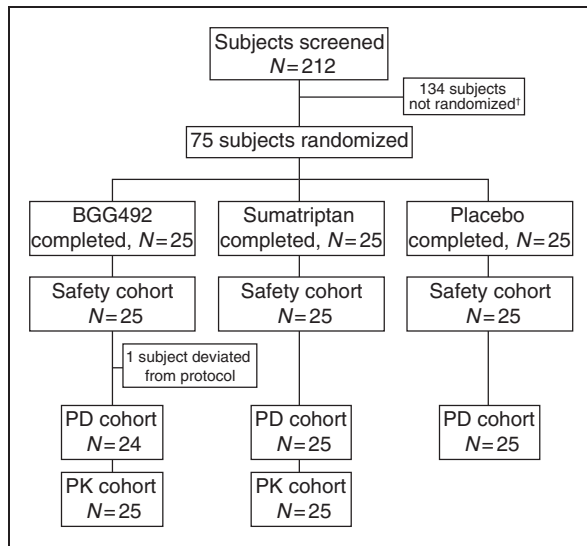 Subjects screened
N=212
134 subjects
not randomized†
75 subjects randomized
BGG492
completed, N=25
Sumatriptan
completed, N=25
Placebo
completed, N=25
Safety cohort
N=25
Safety cohort
N=25
Safety cohort
N=25
1 subject deviated
from protocol
PD cohort
N=24
PD cohort
N=25
PD cohort
N=25
PK cohort
N=25
PK cohort
N=25